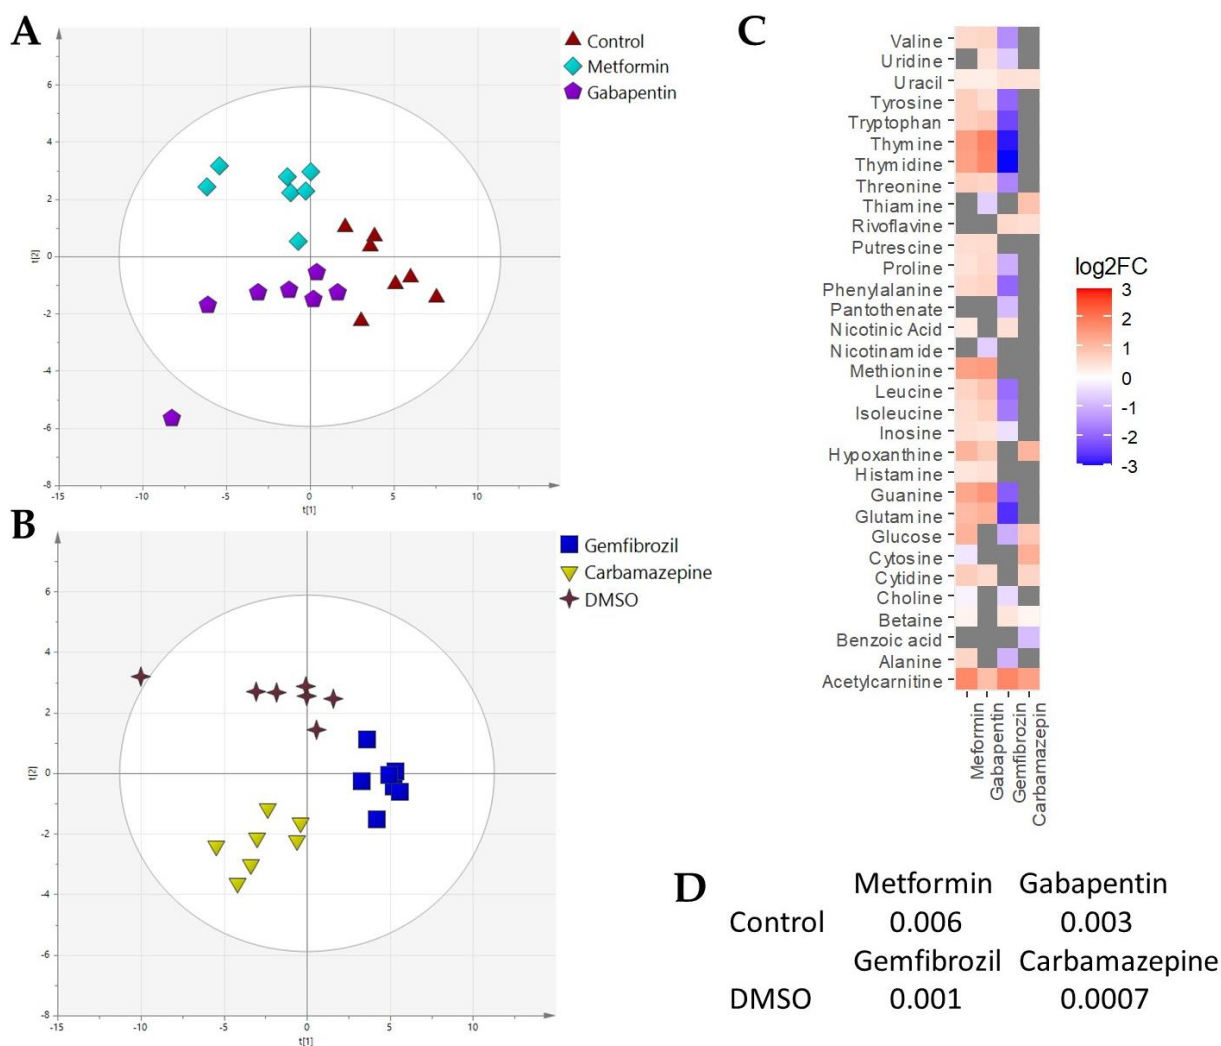 A
Control
Metformin
Gabapentin
6
4
2
0
-2
-4
-6
-8
t[2]
-15
-10
-5
0
5
10
t[1]
B
Gemfibrozil
Carbamazepine
DMSO
6
4
2
0
-2
-4
-6
-8
t[2]
-15
-10
-5
0
5
10
t[1]
C
Valine
Uridine
Uracil
Tyrosine
Tryptophan
Thymine
Thymidine
Threonine
Thiamine
Rivoflavine
Putrescine
Proline
Phenylalanine
Pantothenate
Nicotinic Acid
Nicotinamide
Methionine
Leucine
Isoleucine
Inosine
Hypoxanthine
Histamine
Guanine
Glutamine
Glucose
Cytosine
Cytidine
Choline
Betaine
Benzoic acid
Alanine
Acetylcarnitine
Meformin
Gabapentin
Gemfibrozin
Carbamazepin
log2FC
3
2
1
0
-1
-2
-3
D
Metformin Gabapentin
Control 0.006 0.003
Gemfibrozil Carbamazepine
DMSO 0.001 0.0007